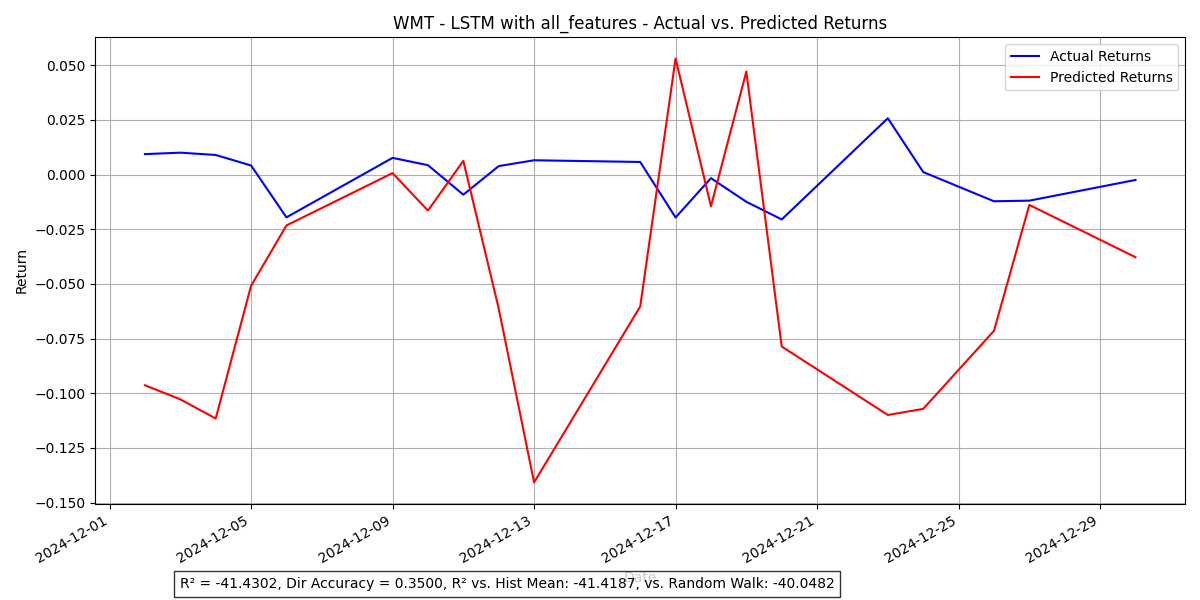 WMT - LSTM with all_features - Actual vs. Predicted Returns
Actual Returns
Predicted Returns
Return
0.050
0.025
0.000
−0.025
−0.050
−0.075
−0.100
−0.125
−0.150
2024-12-01
2024-12-05
2024-12-09
2024-12-13
2024-12-17
2024-12-21
2024-12-25
2024-12-29
Date
R² = -41.4302, Dir Accuracy = 0.3500, R² vs. Hist Mean: -41.4187, vs. Random Walk: -40.0482